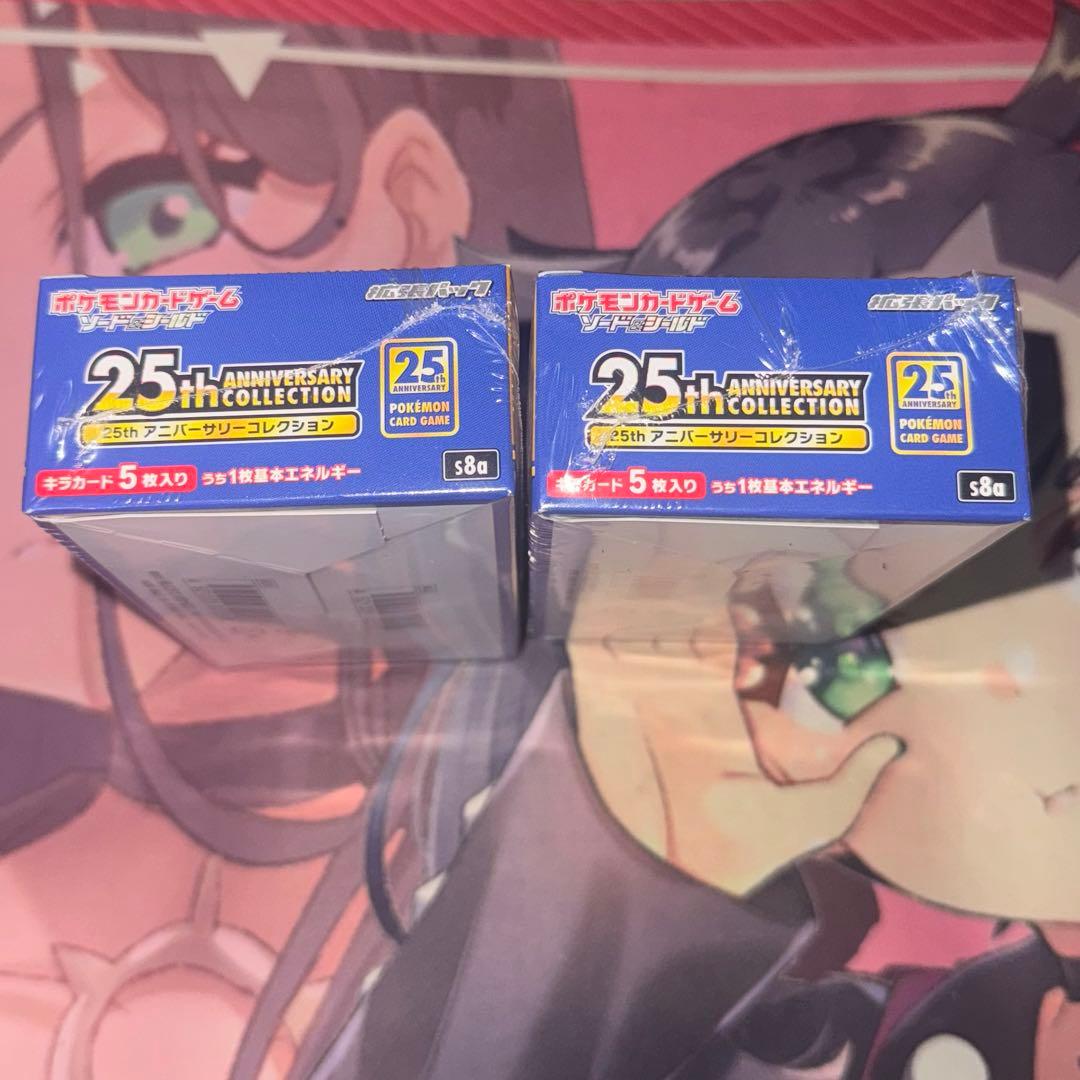 ポケモンカードゲーム
ソード&シールド
拡張パック
25th ANNIVERSARY
COLLECTION
25th アニバーサリーコレクション
25th
ANNIVERSARY
POKÉMON
CARD GAME
キラカード5枚入り うち1枚基本エネルギー
s8a
ポケモンカードゲーム
ソード&シールド
拡張パック
25th ANNIVERSARY
COLLECTION
25th アニバーサリーコレクション
25th
ANNIVERSARY
POKÉMON
CARD GAME
キラカード5枚入り うち1枚基本エネルギー
s8a